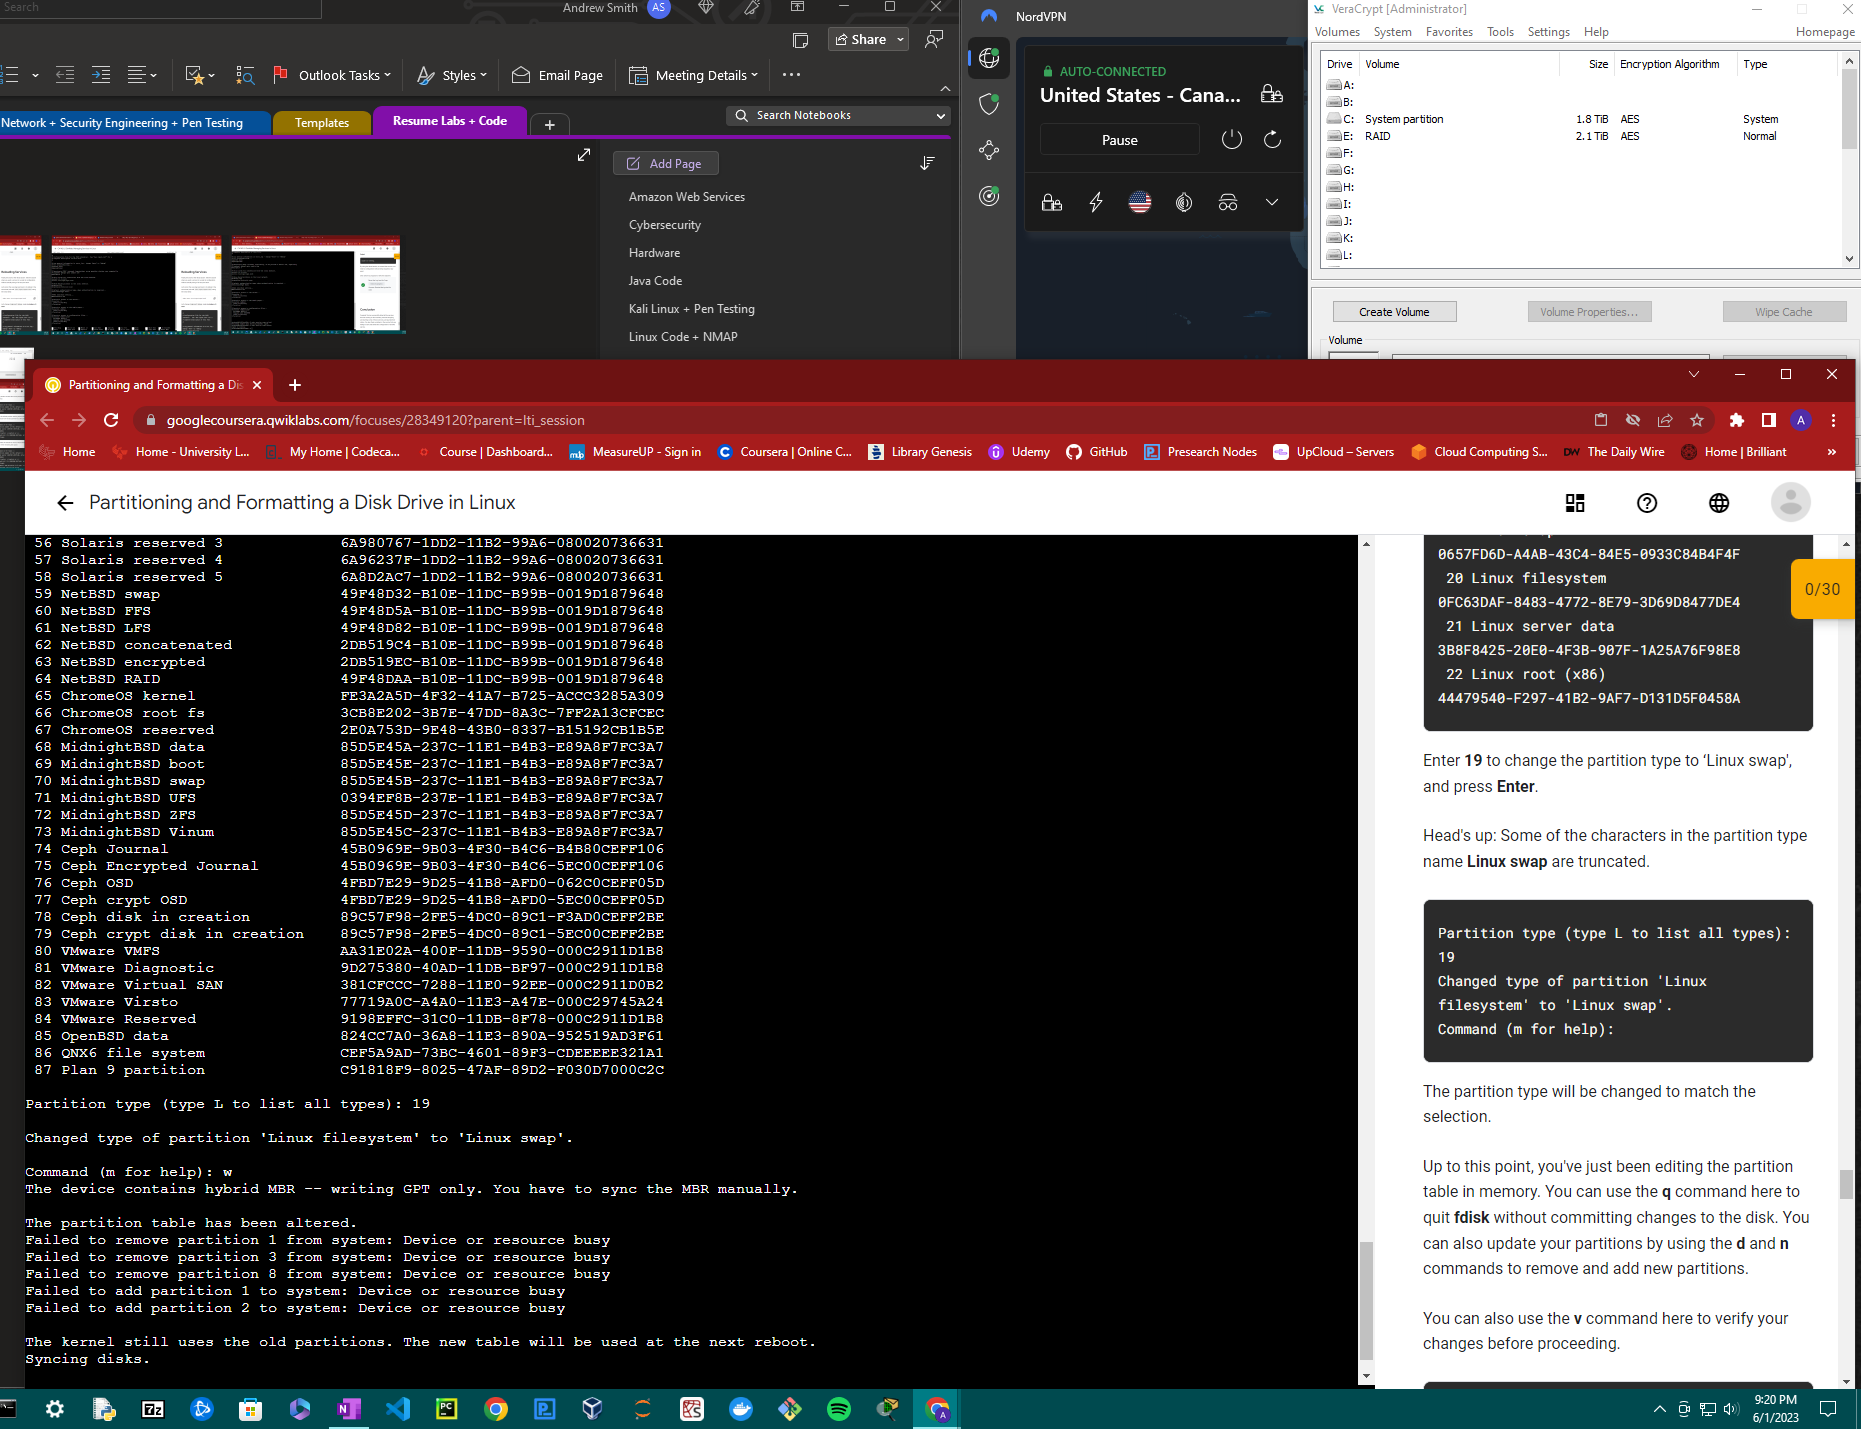 Search
Andrew Smith
AS
Share
Outlook Tasks
Styles
Email Page
Meeting Details
Network + Security Engineering + Pen Testing
Templates
Resume Labs + Code
+
Search Notebooks
Add Page
Amazon Web Services
Cybersecurity
Hardware
Java Code
Kali Linux + Pen Testing
Linux Code + NMAP
NordVPN
AUTO-CONNECTED
United States - Cana...
Pause
VeraCrypt [Administrator]
Volumes System Favorites Tools Settings Help Homepage
Drive Volume Size Encryption Algorithm Type
A:
B:
C: System partition 1.8 TiB AES System
E: RAID 2.1 TiB AES Normal
F:
G:
H:
I:
J:
K:
L:
Create Volume
Volume Properties...
Wipe Cache
Volume
Partitioning and Formatting a Dis
googlecoursera.qwiklabs.com/focuses/28349120?parent=lti_session
A
Home
Home - University L...
My Home | Codeca...
Course | Dashboard...
MeasureUP - Sign in
Coursera | Online C...
Library Genesis
Udemy
GitHub
Presearch Nodes
UpCloud – Servers
Cloud Computing S...
The Daily Wire
Home | Brilliant
»
Partitioning and Formatting a Disk Drive in Linux
56 Solaris reserved 3 6A980767-1DD2-11B2-99A6-080020736631
57 Solaris reserved 4 6A96237F-1DD2-11B2-99A6-080020736631
58 Solaris reserved 5 6A8D2AC7-1DD2-11B2-99A6-080020736631
59 NetBSD swap 49F48D32-B10E-11DC-B99B-0019D1879648
60 NetBSD FFS 49F48D5A-B10E-11DC-B99B-0019D1879648
61 NetBSD LFS 49F48D82-B10E-11DC-B99B-0019D1879648
62 NetBSD concatenated 2DB519C4-B10E-11DC-B99B-0019D1879648
63 NetBSD encrypted 2DB519EC-B10E-11DC-B99B-0019D1879648
64 NetBSD RAID 49F48DAA-B10E-11DC-B99B-0019D1879648
65 ChromeOS kernel FE3A2A5D-4F32-41A7-B725-ACCC3285A309
66 ChromeOS root fs 3CB8E202-3B7E-47DD-8A3C-7FF2A13CFCEC
67 ChromeOS reserved 2E0A753D-9E48-43B0-8337-B15192CB1B5E
68 MidnightBSD data 85D5E45A-237C-11E1-B4B3-E89A8F7FC3A7
69 MidnightBSD boot 85D5E45E-237C-11E1-B4B3-E89A8F7FC3A7
70 MidnightBSD swap 85D5E45B-237C-11E1-B4B3-E89A8F7FC3A7
71 MidnightBSD UFS 0394EF8B-237E-11E1-B4B3-E89A8F7FC3A7
72 MidnightBSD ZFS 85D5E45D-237C-11E1-B4B3-E89A8F7FC3A7
73 MidnightBSD Vinum 85D5E45C-237C-11E1-B4B3-E89A8F7FC3A7
74 Ceph Journal 45B0969E-9B03-4F30-B4C6-B4B80CEFF106
75 Ceph Encrypted Journal 45B0969E-9B03-4F30-B4C6-5EC00CEFF106
76 Ceph OSD 4FBD7E29-9D25-41B8-AFD0-062C0CEFF05D
77 Ceph crypt OSD 4FBD7E29-9D25-41B8-AFD0-5EC00CEFF05D
78 Ceph disk in creation 89C57F98-2FE5-4DC0-89C1-F3AD0CEFF2BE
79 Ceph crypt disk in creation 89C57F98-2FE5-4DC0-89C1-5EC00CEFF2BE
80 VMware VMFS AA31E02A-400F-11DB-9590-000C2911D1B8
81 VMware Diagnostic 9D275380-40AD-11DB-BF97-000C2911D1B8
82 VMware Virtual SAN 381CFCCC-7288-11E0-92EE-000C2911D0B2
83 VMware Virsto 77719A0C-A4A0-11E3-A47E-000C29745A24
84 VMware Reserved 9198EFFC-31C0-11DB-8F78-000C2911D1B8
85 OpenBSD data 824CC7A0-36A8-11E3-890A-952519AD3F61
86 QNX6 file system CEF5A9AD-73BC-4601-89F3-CDEEEEE321A1
87 Plan 9 partition C91818F9-8025-47AF-89D2-F030D7000C2C
Partition type (type L to list all types): 19
Changed type of partition 'Linux filesystem' to 'Linux swap'.
Command (m for help): w
The device contains hybrid MBR -- writing GPT only. You have to sync the MBR manually.
The partition table has been altered.
Failed to remove partition 1 from system: Device or resource busy
Failed to remove partition 3 from system: Device or resource busy
Failed to remove partition 8 from system: Device or resource busy
Failed to add partition 1 to system: Device or resource busy
Failed to add partition 2 to system: Device or resource busy
The kernel still uses the old partitions. The new table will be used at the next reboot.
Syncing disks.
0657FD6D-A4AB-43C4-84E5-0933C84B4F4F
20 Linux filesystem
0FC63DAF-8483-4772-8E79-3D69D8477DE4
21 Linux server data
3B8F8425-20E0-4F3B-907F-1A25A76F98E8
22 Linux root (x86)
44479540-F297-41B2-9AF7-D131D5F0458A
0/30
Enter 19 to change the partition type to ‘Linux swap',
and press Enter.
Head's up: Some of the characters in the partition type
name Linux swap are truncated.
Partition type (type L to list all types):
19
Changed type of partition 'Linux
filesystem' to 'Linux swap'.
Command (m for help):
The partition type will be changed to match the
selection.
Up to this point, you've just been editing the partition
table in memory. You can use the q command here to
quit fdisk without committing changes to the disk. You
can also update your partitions by using the d and n
commands to remove and add new partitions.
You can also use the v command here to verify your
changes before proceeding.
9:20 PM
6/1/2023